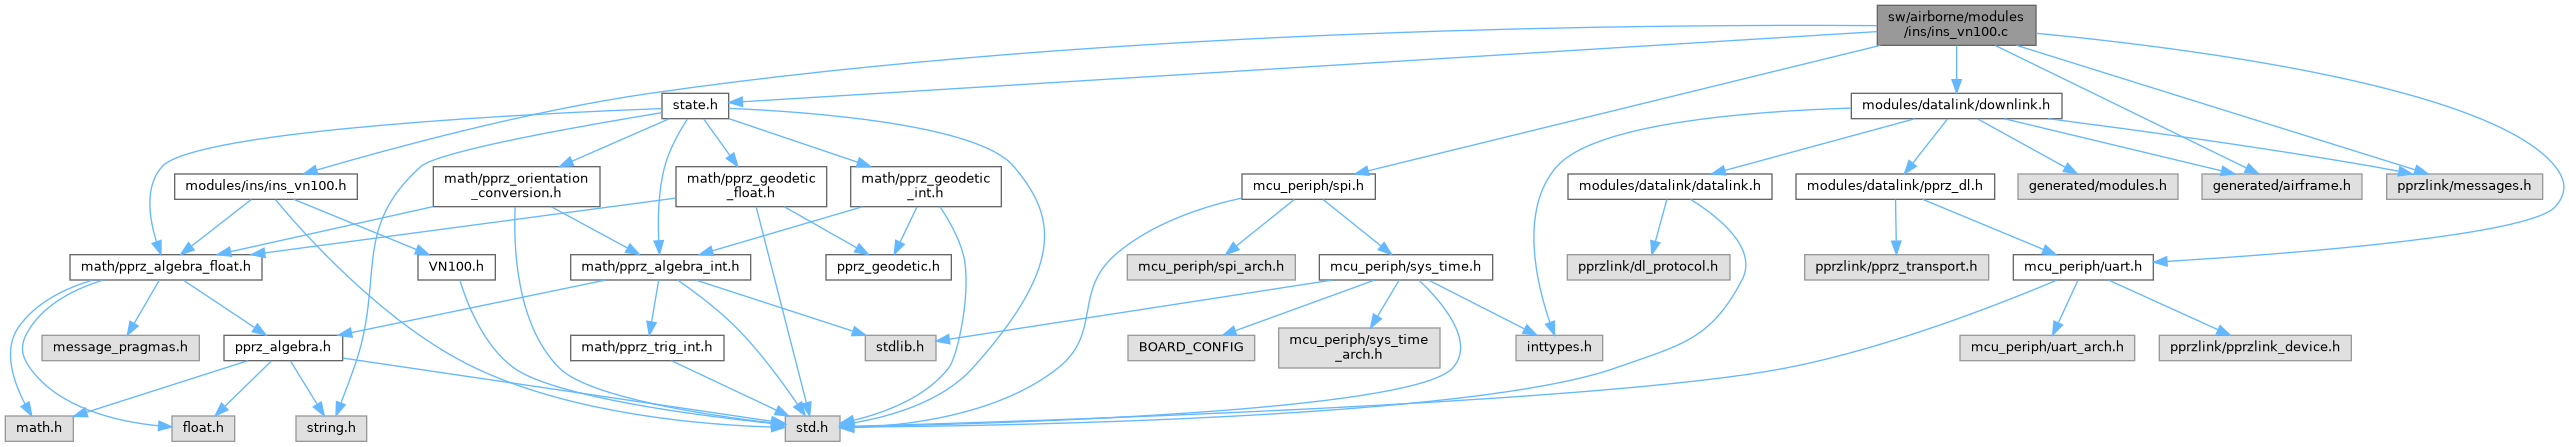 sw/airborne/modules
/ins/ins_vn100.c
state.h
modules/datalink/downlink.h
modules/ins/ins_vn100.h
math/pprz_orientation
_conversion.h
math/pprz_geodetic
_float.h
math/pprz_geodetic
_int.h
mcu_periph/spi.h
modules/datalink/datalink.h
modules/datalink/pprz_dl.h
generated/modules.h
generated/airframe.h
pprzlink/messages.h
math/pprz_algebra_float.h
VN100.h
math/pprz_algebra_int.h
pprz_geodetic.h
mcu_periph/spi_arch.h
mcu_periph/sys_time.h
pprzlink/dl_protocol.h
pprzlink/pprz_transport.h
mcu_periph/uart.h
message_pragmas.h
pprz_algebra.h
math/pprz_trig_int.h
stdlib.h
BOARD_CONFIG
mcu_periph/sys_time
_arch.h
inttypes.h
mcu_periph/uart_arch.h
pprzlink/pprzlink_device.h
math.h
float.h
string.h
std.h